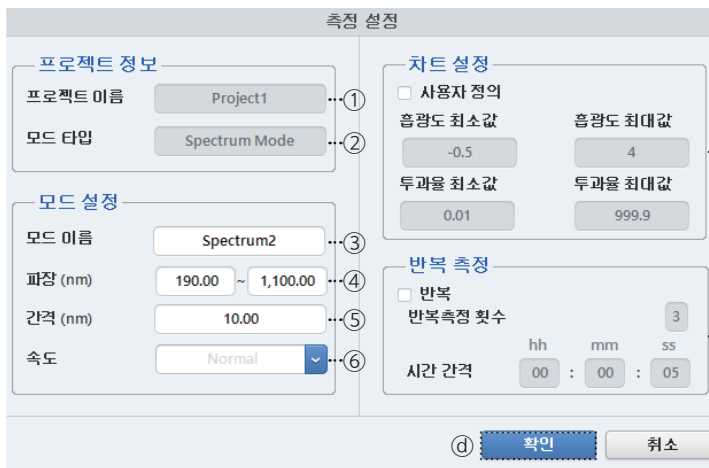 측정 설정
프로젝트 정보
프로젝트 이름 Project1 ①
모드 타입 Spectrum Mode ②
모드 설정
모드 이름 Spectrum2 ③
파장 (nm) 190.00 ~ 1,100.00 ④
간격 (nm) 10.00 ⑤
속도 Normal ⑥
차트 설정
사용자 정의
흡광도 최소값 흡광도 최대값
-0.5 4
투과율 최소값 투과율 최대값
0.01 999.9
반복 측정
반복
반복측정 횟수 3
hh mm ss
시간 간격 00 : 00 : 05
ⓓ 확인 취소